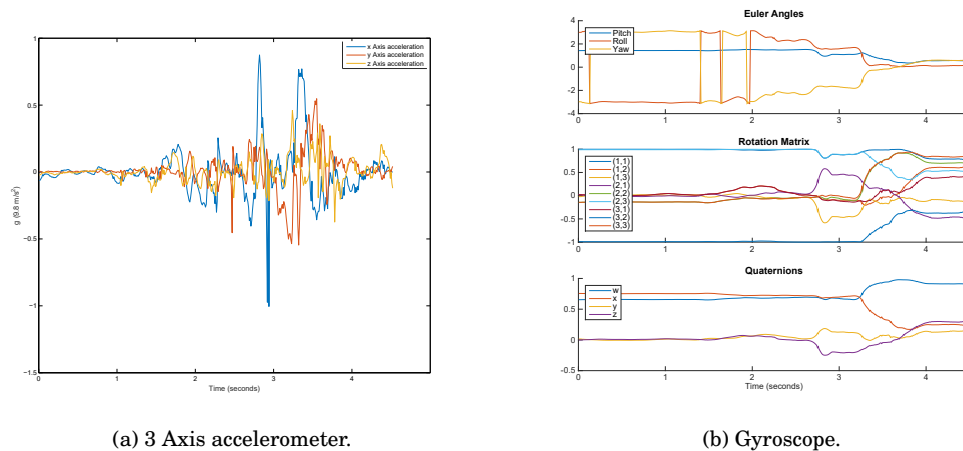 x Axis acceleration
y Axis acceleration
z Axis acceleration
1
0.5
0
-0.5
-1
-1.5
g (9.8 m/s²)
0 1 2 3 4
Time (seconds)
(a) 3 Axis accelerometer.
Euler Angles
Pitch
Roll
Yaw
4
2
0
-2
-4
0 1 2 3 4
Rotation Matrix
(1,1)
(1,2)
(1,3)
(2,1)
(2,2)
(2,3)
(3,1)
(3,2)
(3,3)
1
0.5
0
-0.5
-1
0 1 2 3 4
Quaternions
w
x
y
z
1
0.5
0
-0.5
0 1 2 3 4
Time (seconds)
(b) Gyroscope.